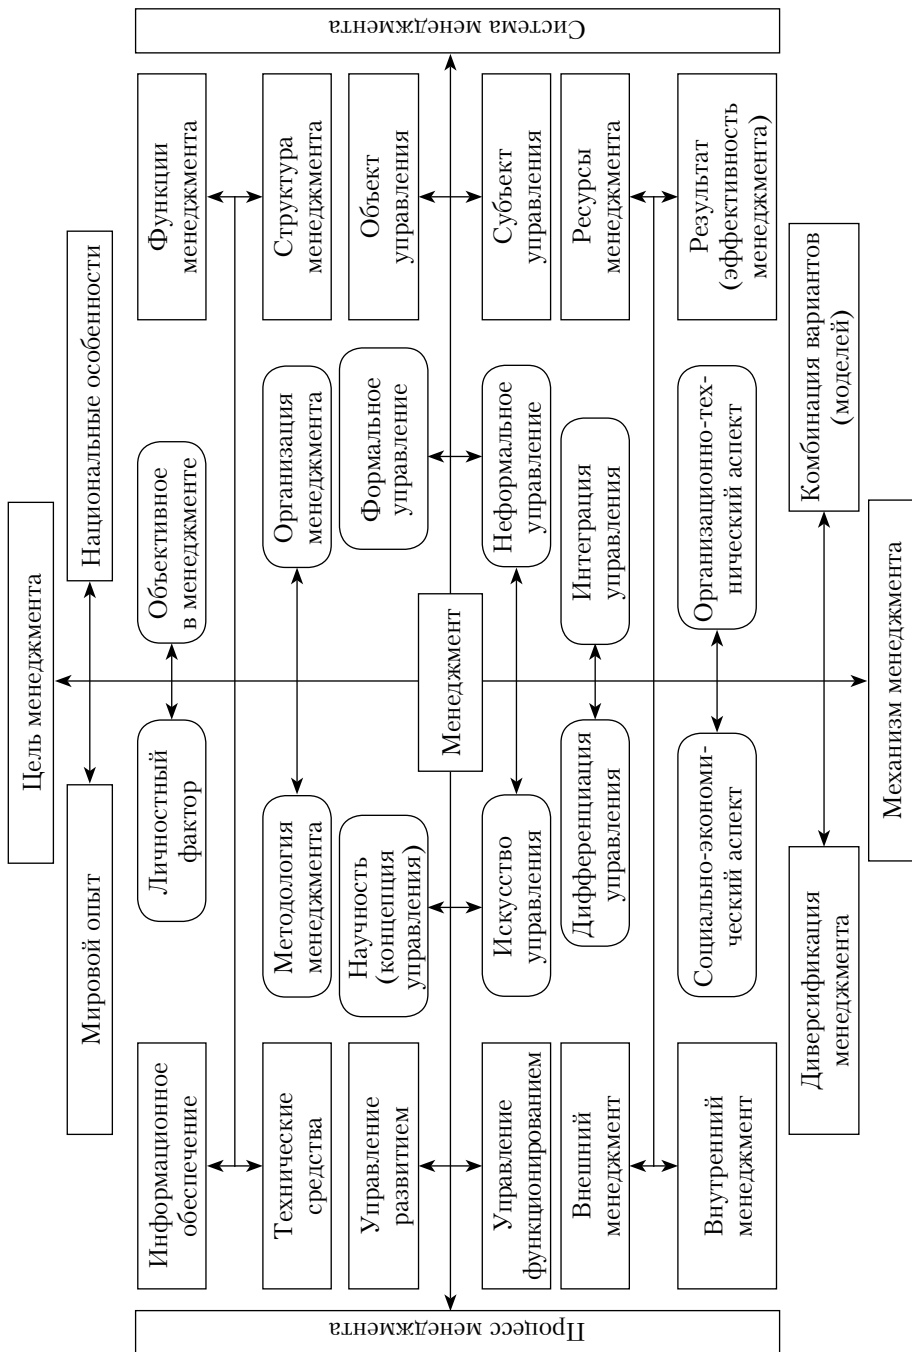 Цель менеджмента
Мировой опыт
Национальные особенности
Информационное
обеспечение
Личностный
фактор
Объективное
в менеджменте
Функции
менеджмента
Технические
средства
Методология
менеджмента
Организация
менеджмента
Структура
менеджмента
Управление
развитием
Научность
(концепция
управления)
Формальное
управление
Объект
управления
Процесс менеджмента
Менеджмент
Система менеджмента
Управление
функционированием
Искусство
управления
Неформальное
управление
Субъект
управления
Внешний
менеджмент
Дифференциация
управления
Интеграция
управления
Ресурсы
менеджмента
Внутренний
менеджмент
Социально-экономи-
ческий аспект
Организационно-тех-
нический аспект
Результат
(эффективность
менеджмента)
Диверсификация
менеджмента
Комбинация вариантов
(моделей)
Механизм менеджмента